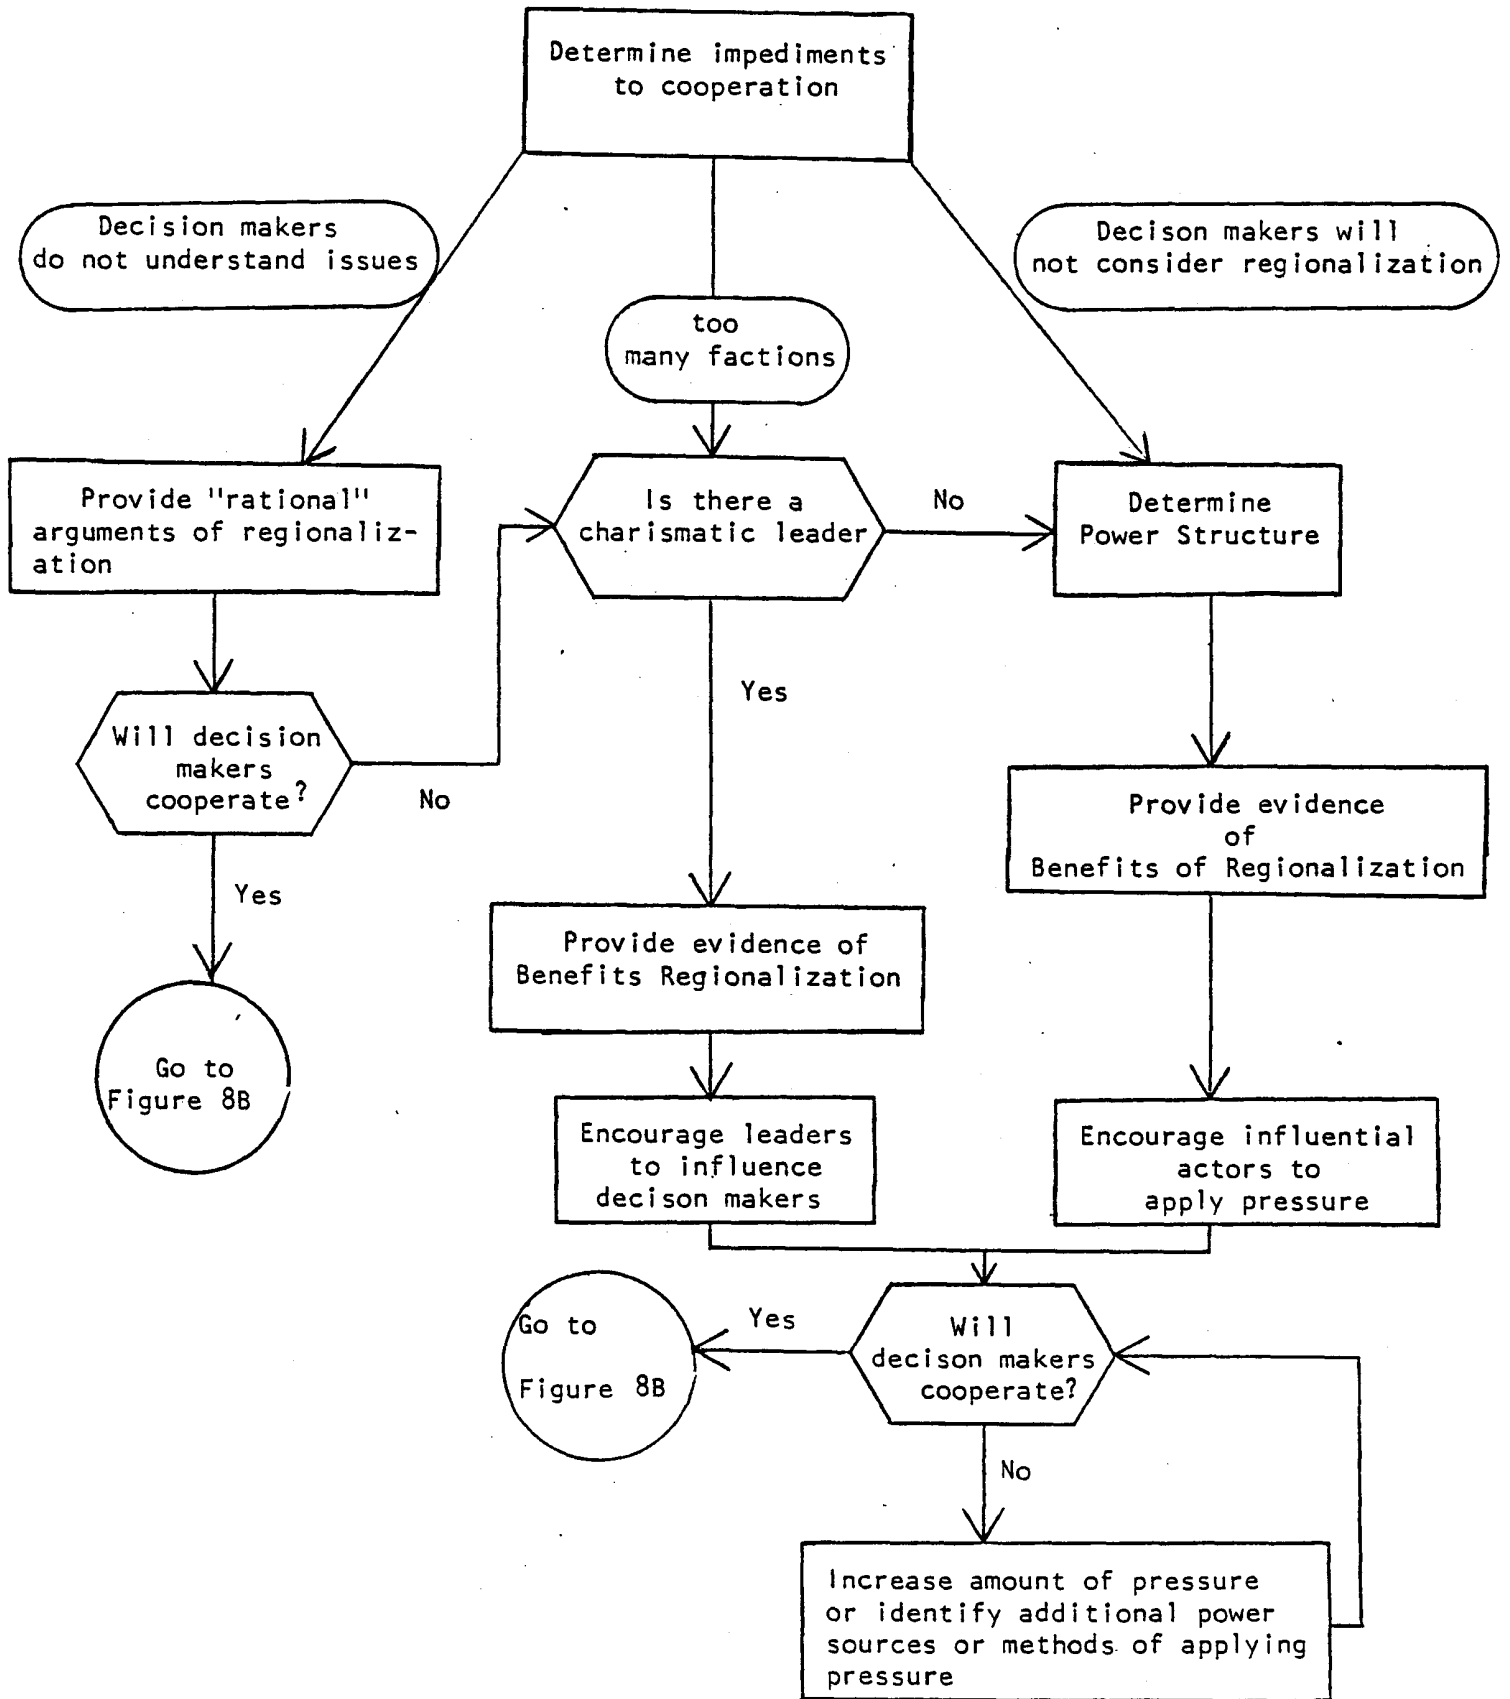 Determine impediments
to cooperation
Decision makers
do not understand issues
Decison makers will
not consider regionalization
too
many factions
Provide "rational"
arguments of regionaliz-
ation
Is there a
charismatic leader
No
Determine
Power Structure
Will decision
makers
cooperate?
No
Yes
Yes
Provide evidence
of
Benefits of Regionalization
Provide evidence of
Benefits Regionalization
Go to
Figure 8B
Encourage leaders
to influence
decison makers
Encourage influential
actors to
apply pressure
Go to
Figure 8B
Yes
Will
decison makers
cooperate?
No
Increase amount of pressure
or identify additional power
sources or methods of applying
pressure